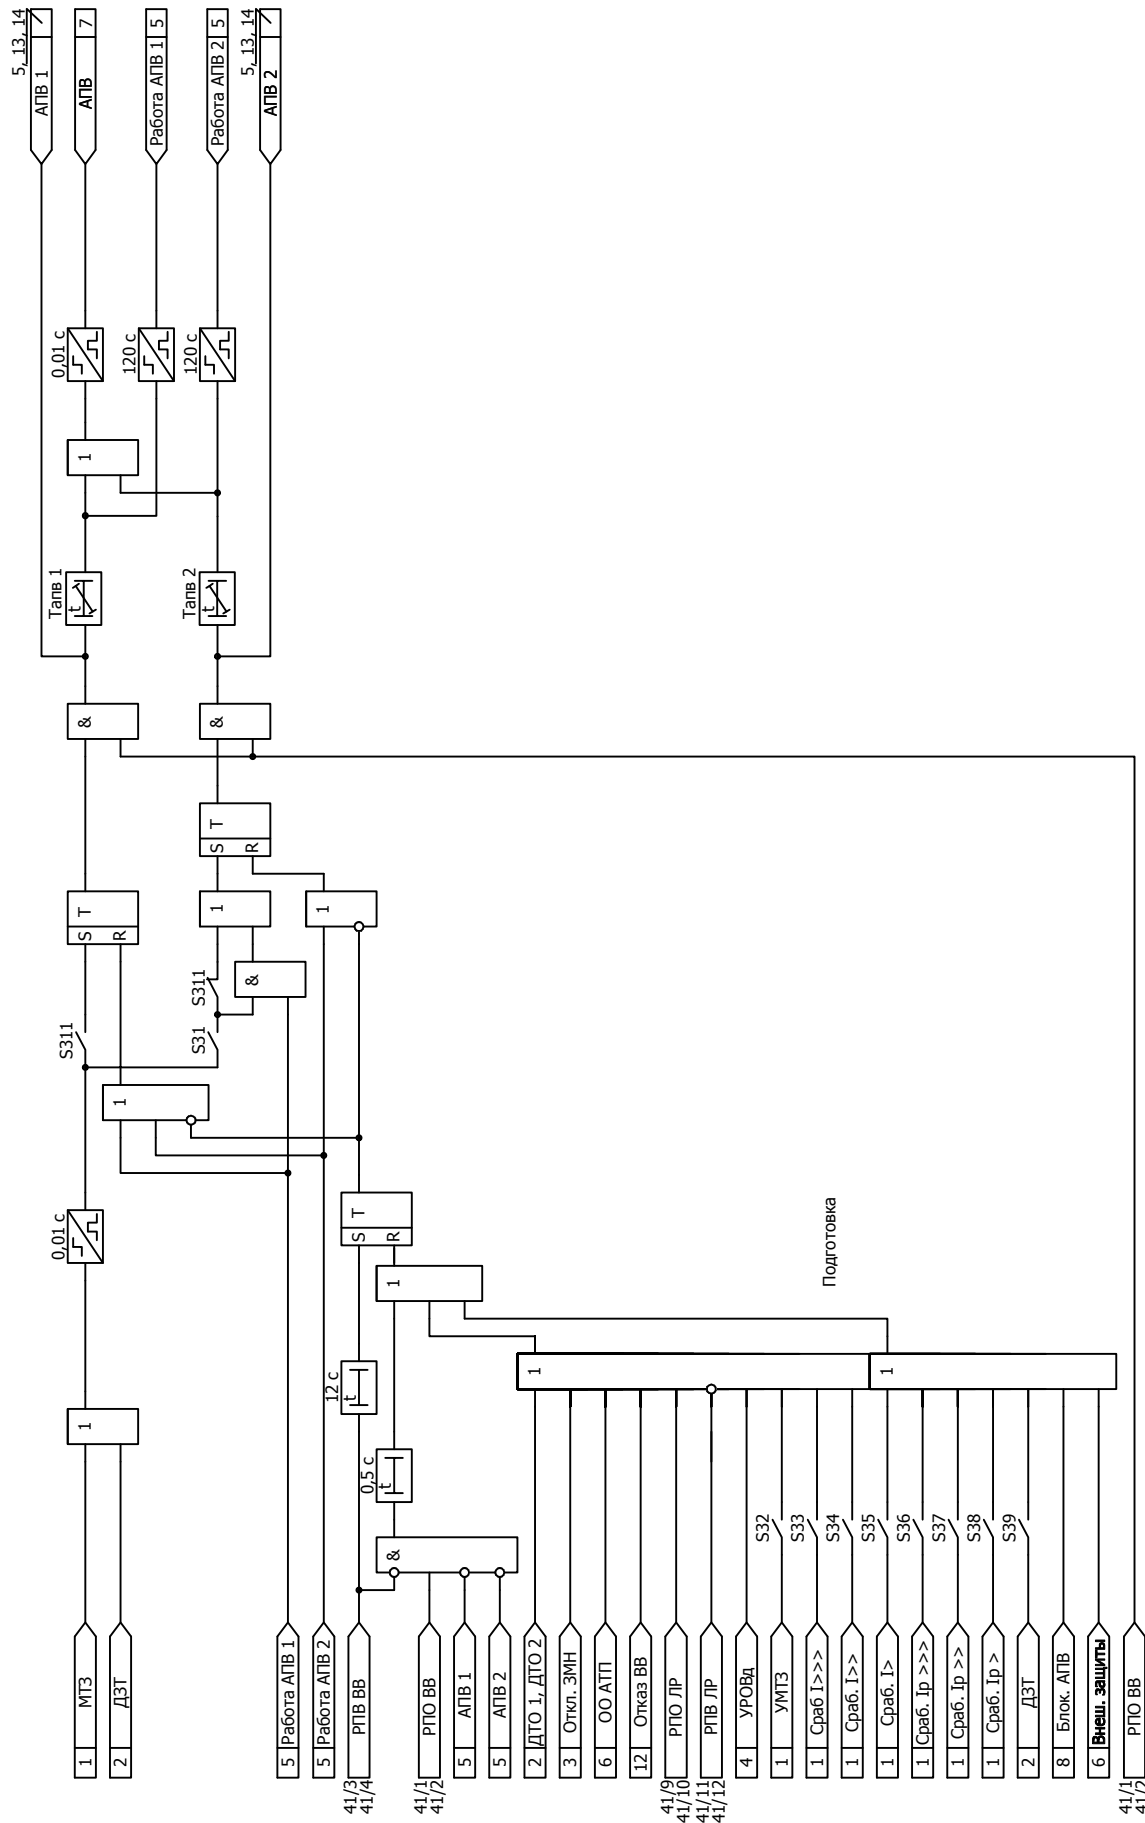 5, 13, 14
АПВ 1
АПВ
7
Работа АПВ 1
5
Работа АПВ 2
5
5, 13, 14
АПВ 2
0,01 с
120 с
120 с
1
Тапв 1
t
Тапв 2
t
&
&
S T
R
S T
R
1
1
&
S311
S311
S31
1
0,01 с
1
S T
R
1
Подготовка
12 с
t
0,5 с
t
&
1
1
S32
S33
S34
S35
S36
S37
S38
S39
1 МТЗ
2 ДЗТ
5 Работа АПВ 1
5 Работа АПВ 2
41/3
41/4
РПВ ВВ
41/1
41/2
РПО ВВ
5 АПВ 1
5 АПВ 2
2 ДТО 1, ДТО 2
3 Откл. ЗМН
6 ОО АТП
12 Отказ ВВ
41/9
41/10
РПО ЛР
41/11
41/12
РПВ ЛР
4 УРОВд
1 УМТЗ
1 Сраб I>>>
1 Сраб. I>>
1 Сраб. I>
1 Сраб. Iр >>>
1 Сраб. Iр >>
1 Сраб. Iр >
2 ДЗТ
8 Блок. АПВ
6 Внеш. защиты
41/1
41/2
РПО ВВ